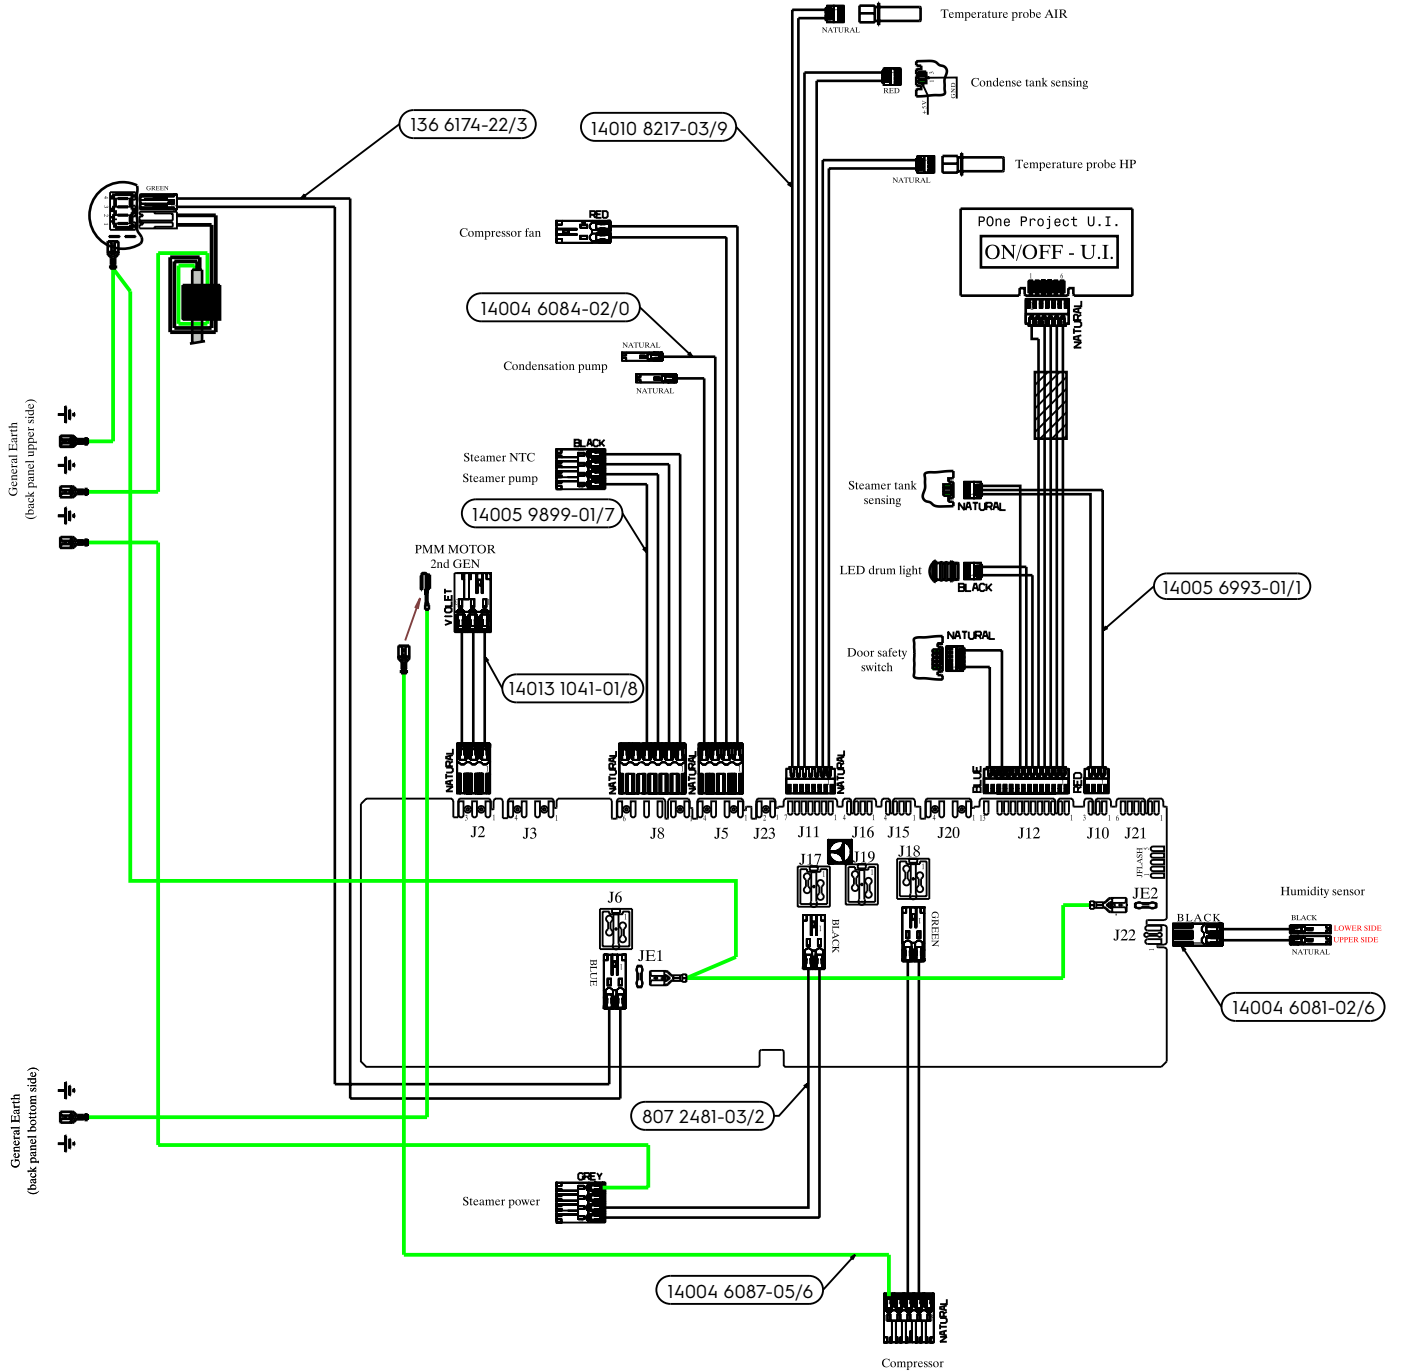 Temperature probe AIR
NATURAL
Condense tank sensing
RED
GND
+5V
136 6174-22/3
14010 8217-03/9
Temperature probe HP
NATURAL
GREEN
RED
Compressor fan
POne Project U.I.
ON/OFF - U.I.
1 6
NATURAL
14004 6084-02/0
NATURAL
Condensation pump
NATURAL
General Earth
(back panel upper side)
BLACK
Steamer NTC
Steamer pump
14005 9899-01/7
Steamer tank
sensing
NATURAL
PMM MOTOR
2nd GEN
VIOLET
LED drum light
BLACK
14005 6993-01/1
NATURAL
Door safety
switch
14013 1041-01/8
NATURAL
NATURAL
NATURAL
NATURAL
BLUE
RED
J2
J3
J8
J5
J23
J11
J16
J15
J20
J12
J10
J21
JFLASH
J17
J19
J18
J6
JE1
BLUE
BLACK
GREEN
JE2
J22
BLACK
Humidity sensor
BLACK
LOWER SIDE
UPPER SIDE
NATURAL
14004 6081-02/6
General Earth
(back panel bottom side)
807 2481-03/2
GREY
Steamer power
14004 6087-05/6
NATURAL
Compressor